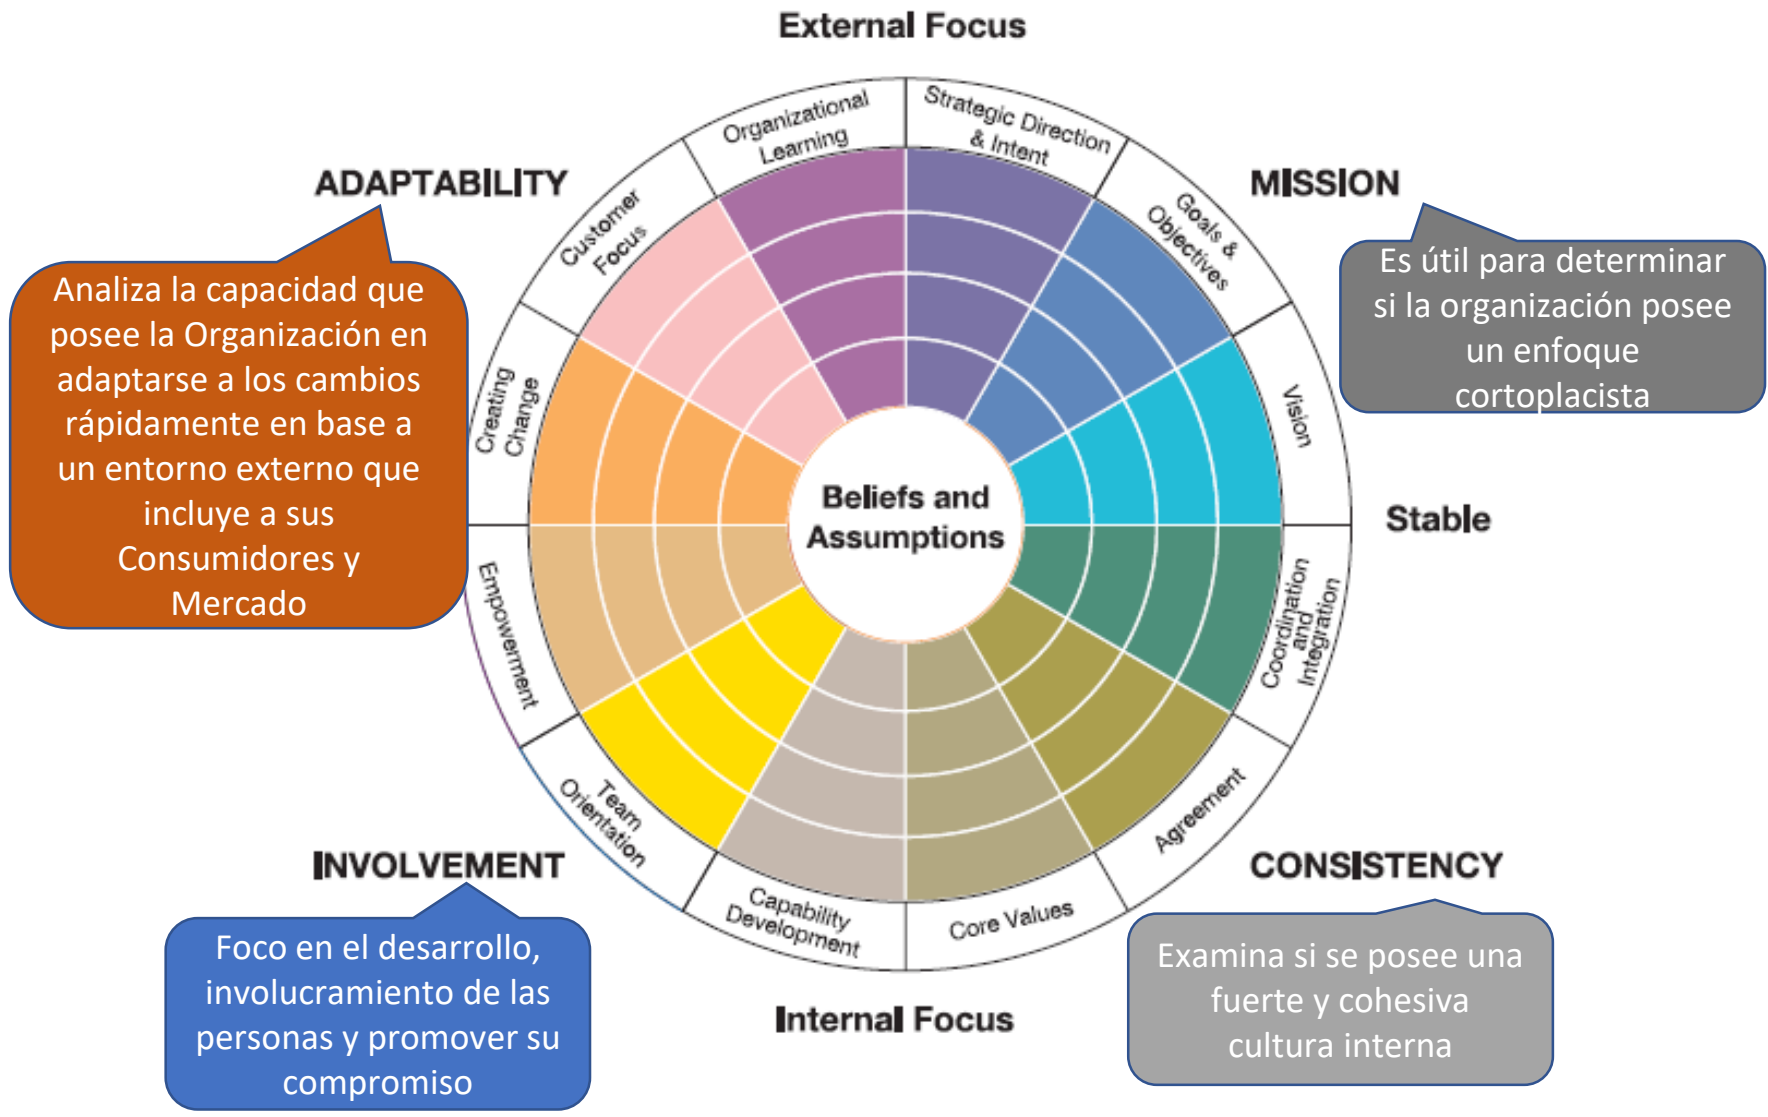 External Focus
Organizational
Learning
Strategic Direction
& Intent
ADAPTABILITY
MISSION
Customer
Focus
Goals &
Objectives
Analiza la capacidad que
posee la Organización en
adaptarse a los cambios
rápidamente en base a
un entorno externo que
incluye a sus
Consumidores y
Mercado
Es útil para determinar
si la organización posee
un enfoque
cortoplacista
Creating
Change
Vision
Beliefs and
Assumptions
Stable
Empowerment
Coordination
and
Integration
Team
Orientation
Agreement
INVOLVEMENT
CONSISTENCY
Capability
Development
Core Values
Foco en el desarrollo,
involucramiento de las
personas y promover su
compromiso
Examina si se posee una
fuerte y cohesiva
cultura interna
Internal Focus